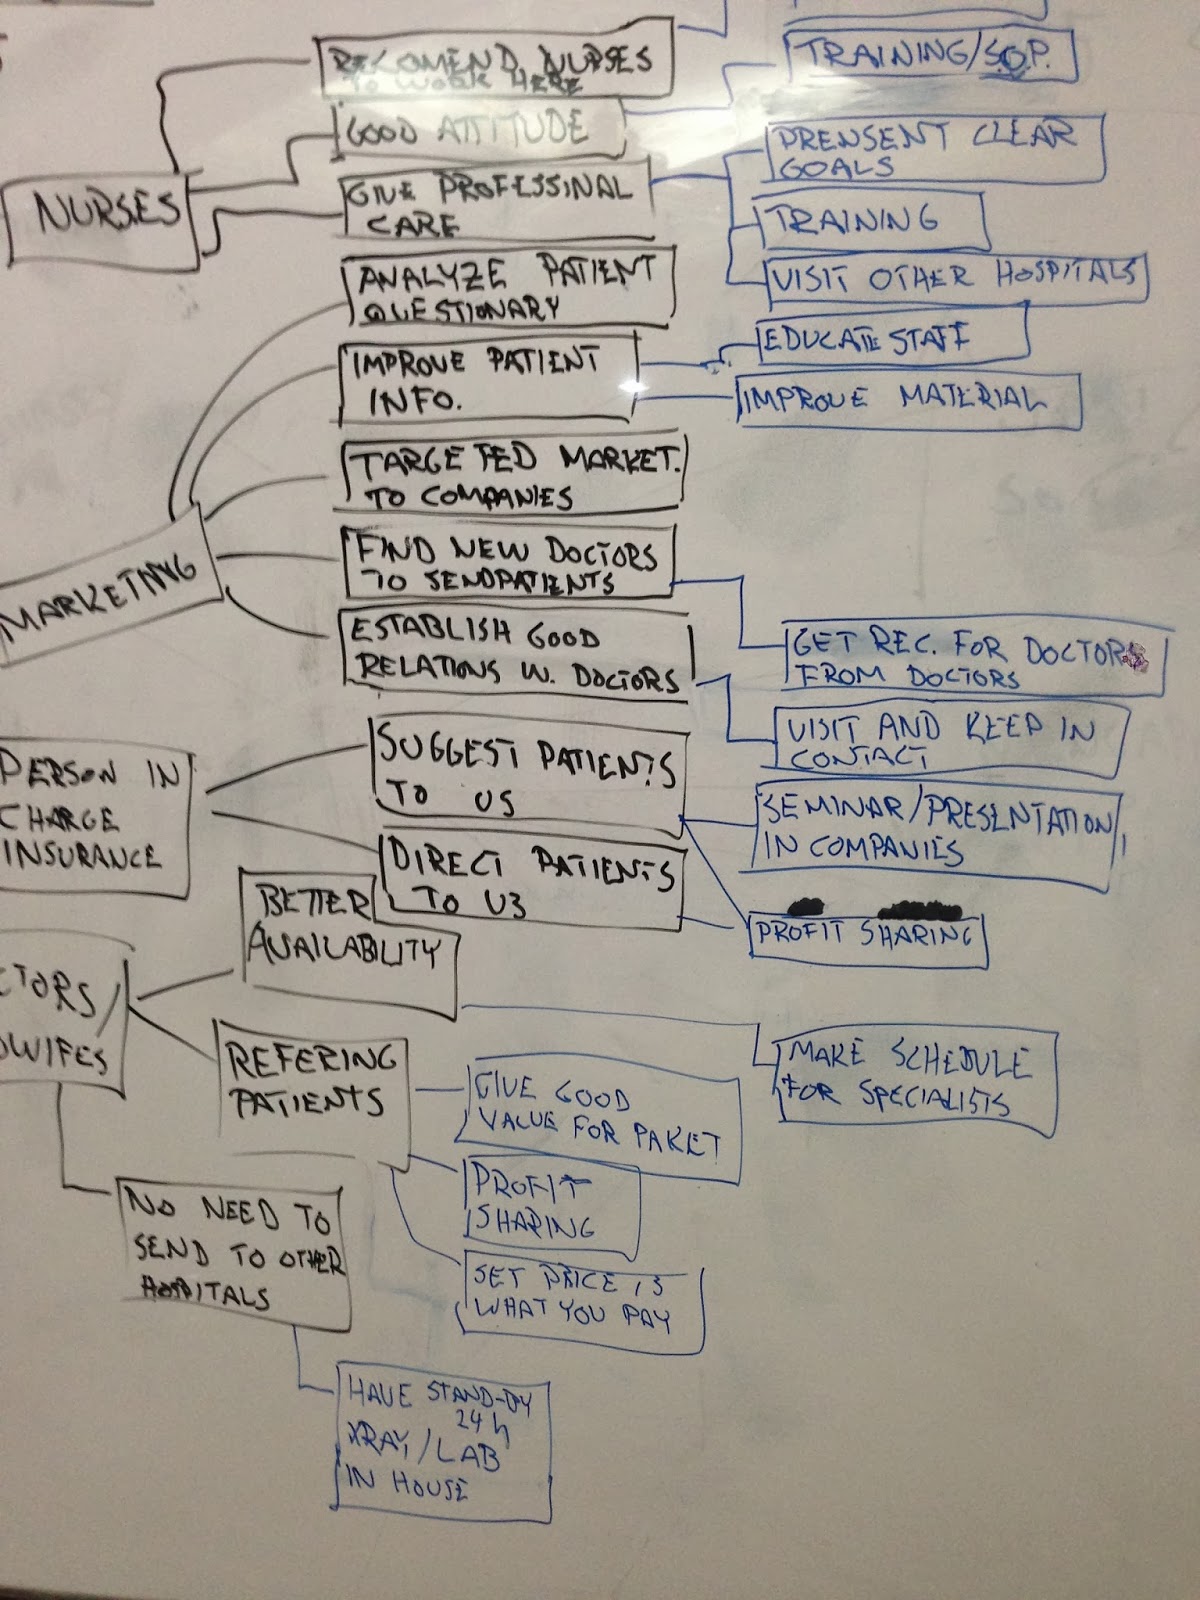 RECOMEND NURSES
TO WORK HERE
GOOD ATTITUDE
GIVE PROFESSINAL
CARE
NURSES
TRAINING/S.O.P.
PRENSENT CLEAR
GOALS
TRAINING
VISIT OTHER HOSPITALS
ANALYZE PATIENT
QUESTIONARY
IMPROVE PATIENT
INFO.
EDUCATE STAFF
IMPROVE MATERIAL
TARGETED MARKET.
TO COMPANIES
FIND NEW DOCTORS
TO SEND PATIENTS
ESTABLISH GOOD
RELATIONS W. DOCTORS
MARKETING
GET REC. FOR DOCTORS
FROM DOCTORS
VISIT AND KEEP IN
CONTACT
PERSON IN
CHARGE
INSURANCE
SUGGEST PATIENTS
TO US
DIRECT PATIENTS
TO US
SEMINAR/PRESENTATION
IN COMPANIES
PROFIT SHARING
BETTER
AVAILABILITY
CTORS/
OWIFES
REFERING
PATIENTS
MAKE SCHEDULE
FOR SPECIALISTS
GIVE GOOD
VALUE FOR PAKET
PROFIT
SHARING
SET PRICE IS
WHAT YOU PAY
NO NEED TO
SEND TO OTHER
HOSPITALS
HAVE STAND-BY
24 h
XRAY/LAB
IN HOUSE